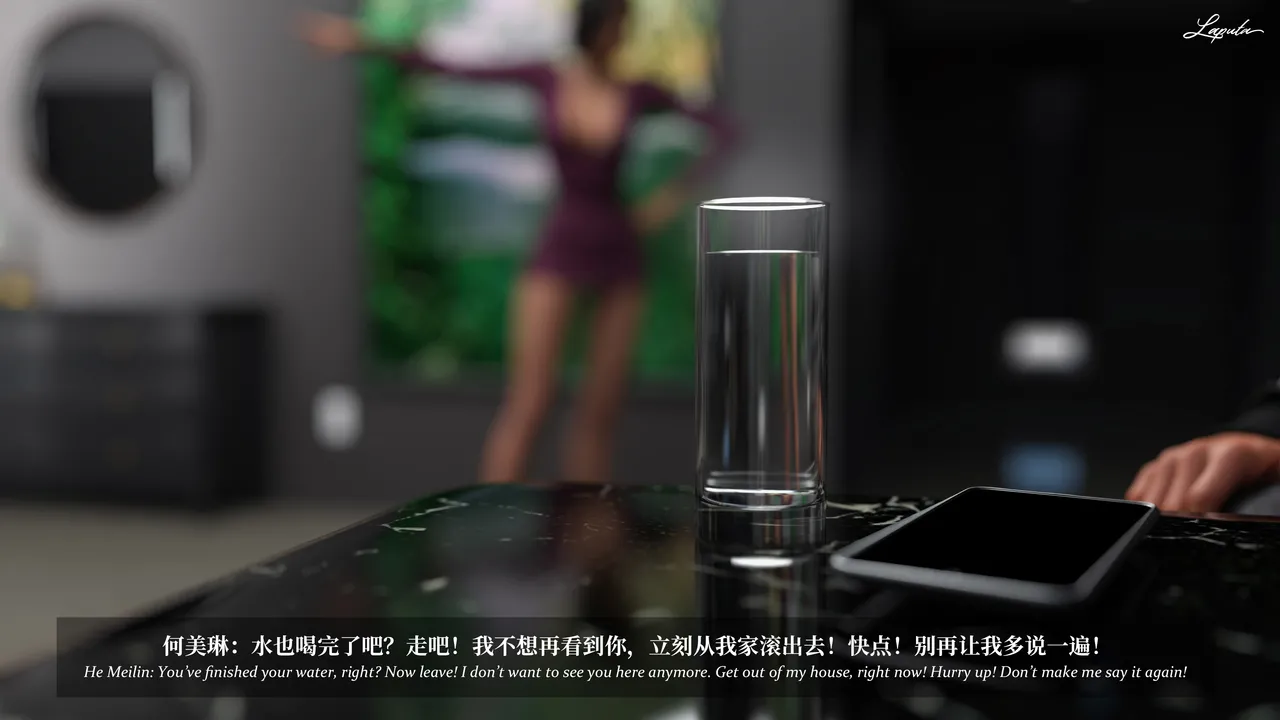 Laputa
何美琳：水也喝完了吧？走吧！我不想再看到你，立刻从我家滚出去！快点！别再让我多说一遍！
He Meilin: You've finished your water, right? Now leave! I don't want to see you here anymore. Get out of my house, right now! Hurry up! Don't make me say it again!